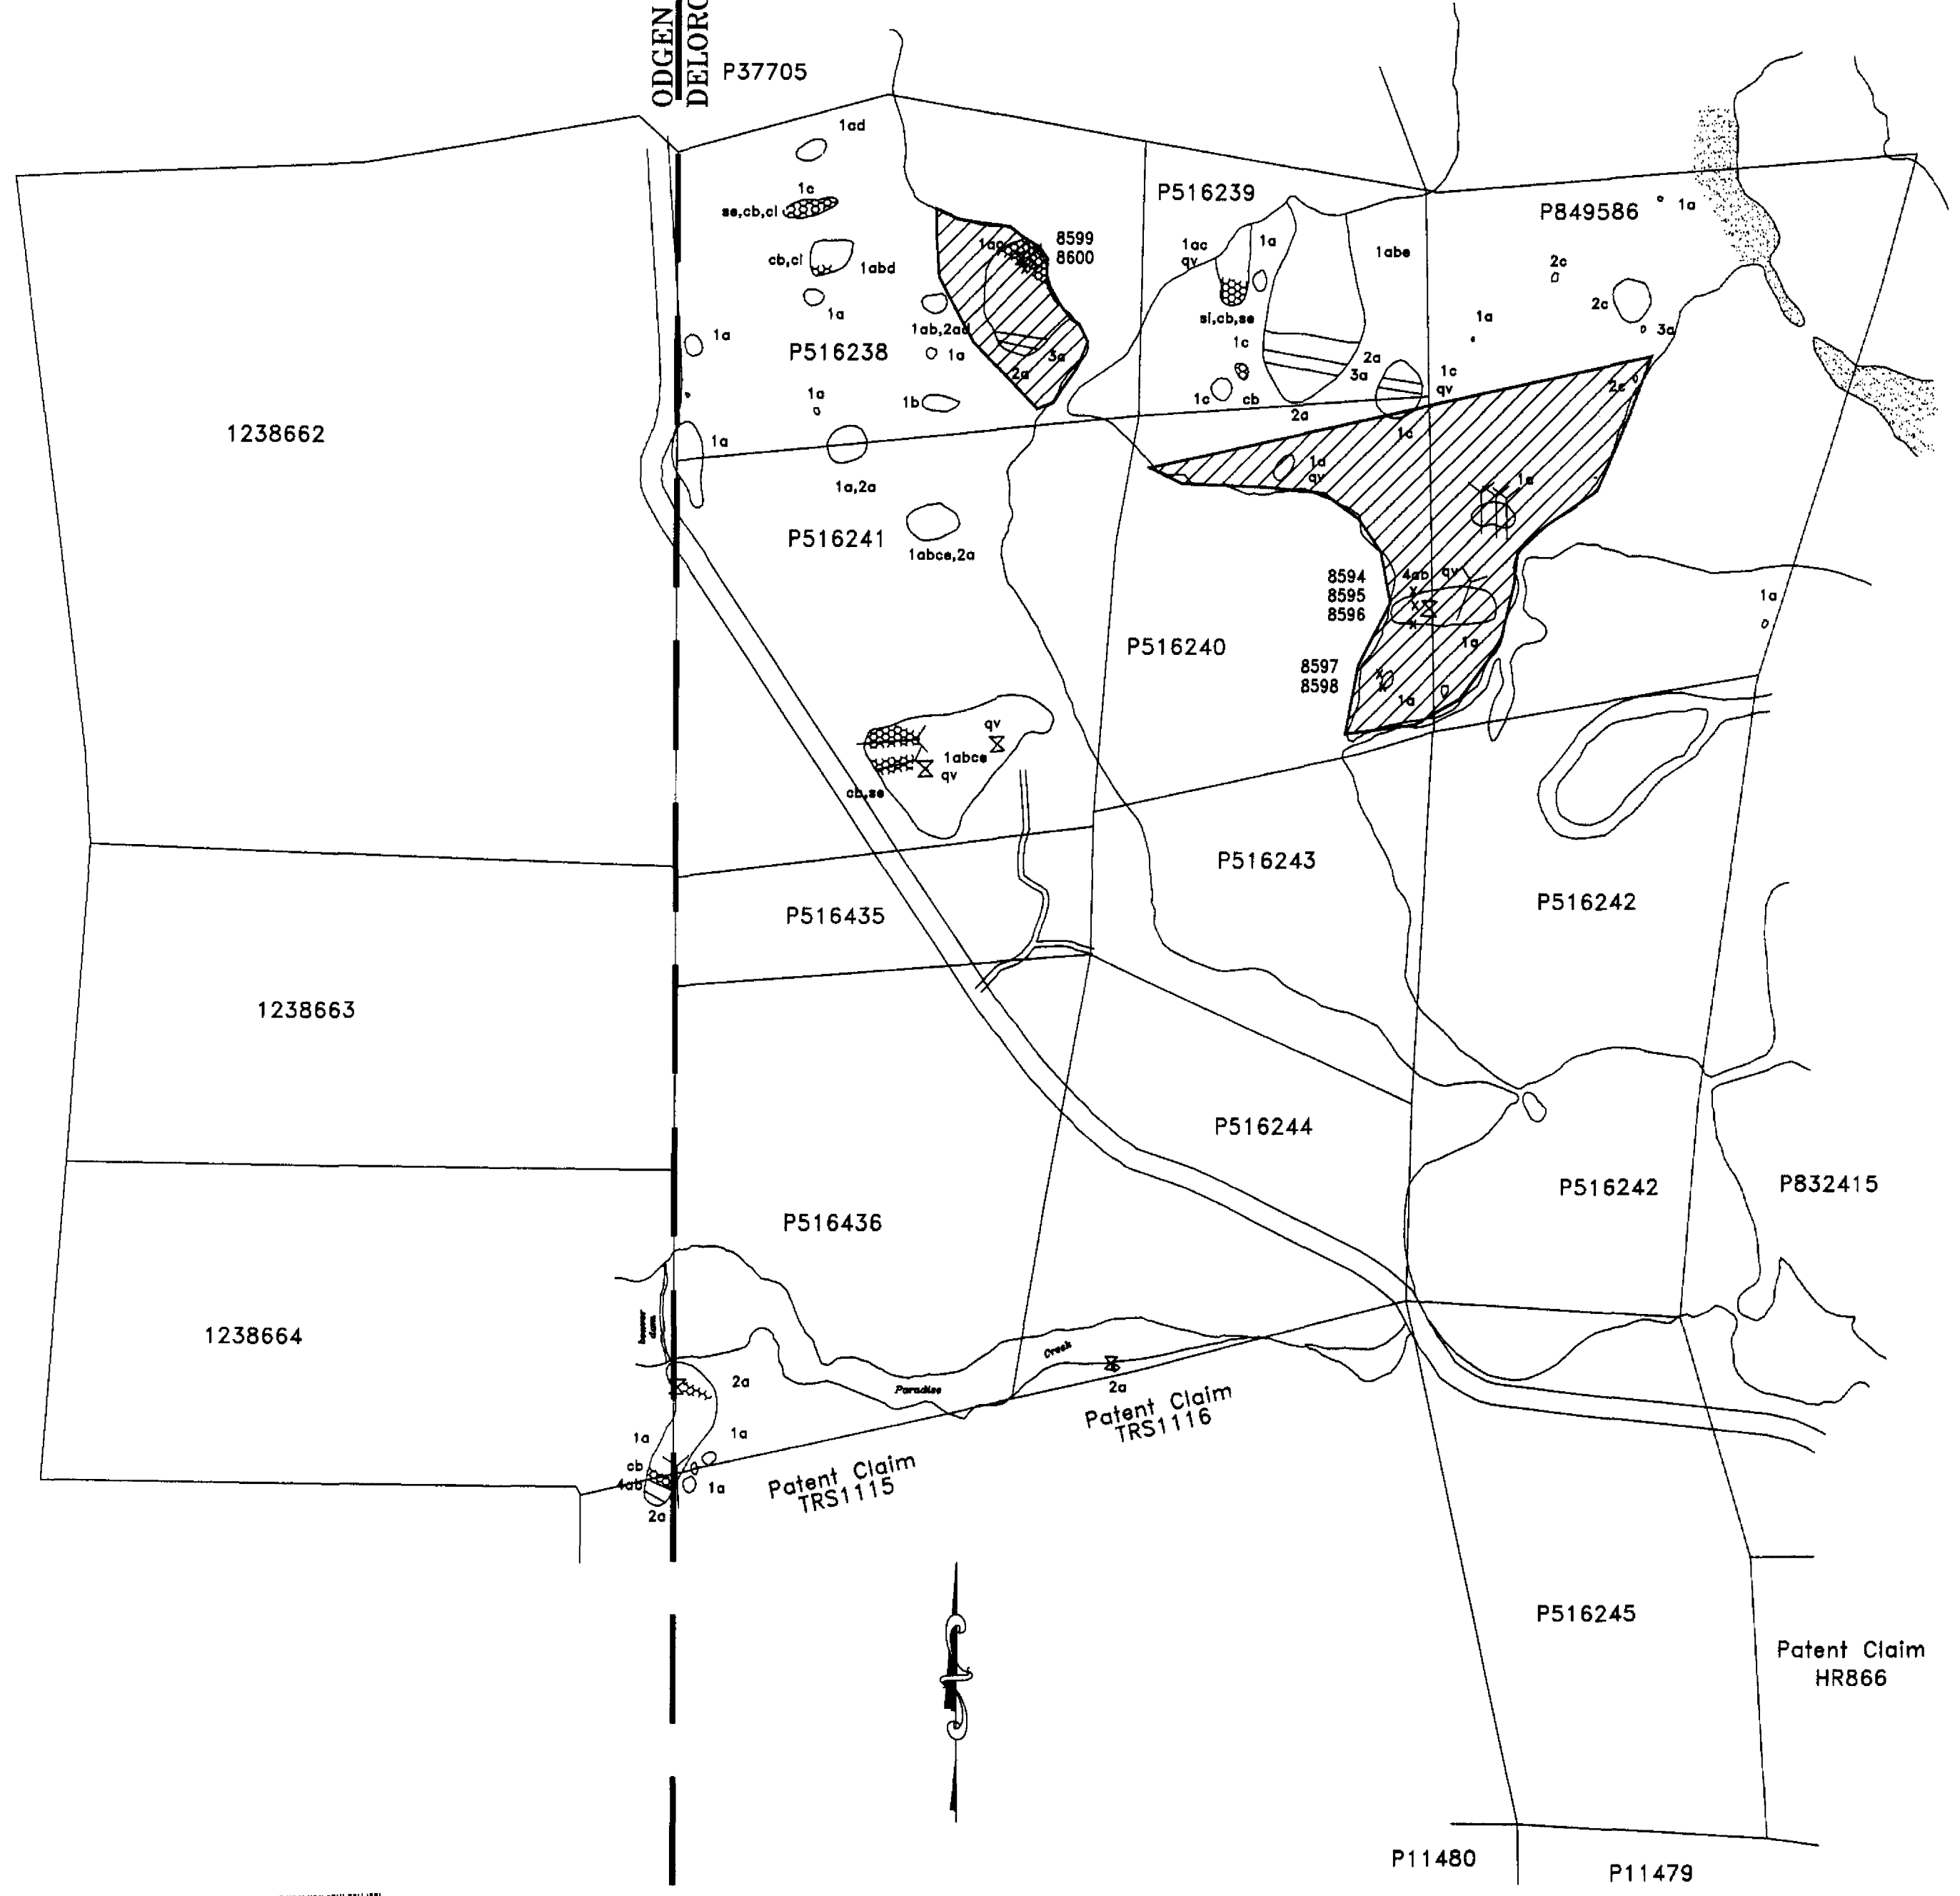 ODGEN
P37705
1ad
1c
se,cb,cl
cb,cl
1abd
1a
1a
P516238
1a
1b
1ab,2ad
1a
1a
1a,2a
P516241
1abce,2a
8599
8600
3a
2a
P516239
1ac
qv
1a
1abe
si,cb,se
1c
1c
cb
2a
3a
2a
1c
qv
1c
P849586
1a
2c
2c
1a
3a
2c
1a
qv
1a
1238662
8594
8595
8596
4ab
qv
1a
P516240
8597
8598
1a
1a
qv
1abce
qv
cb,se
P516243
P516242
P516435
1238663
P516244
P516242
P832415
P516436
1238664
beaver
dam
Paradise
Creek
2a
2a
1a
1a
cb
4ab
1a
2a
Patent Claim
TRS1116
Patent Claim
TRS1115
P516245
Patent Claim
HR866
P11480
P11479